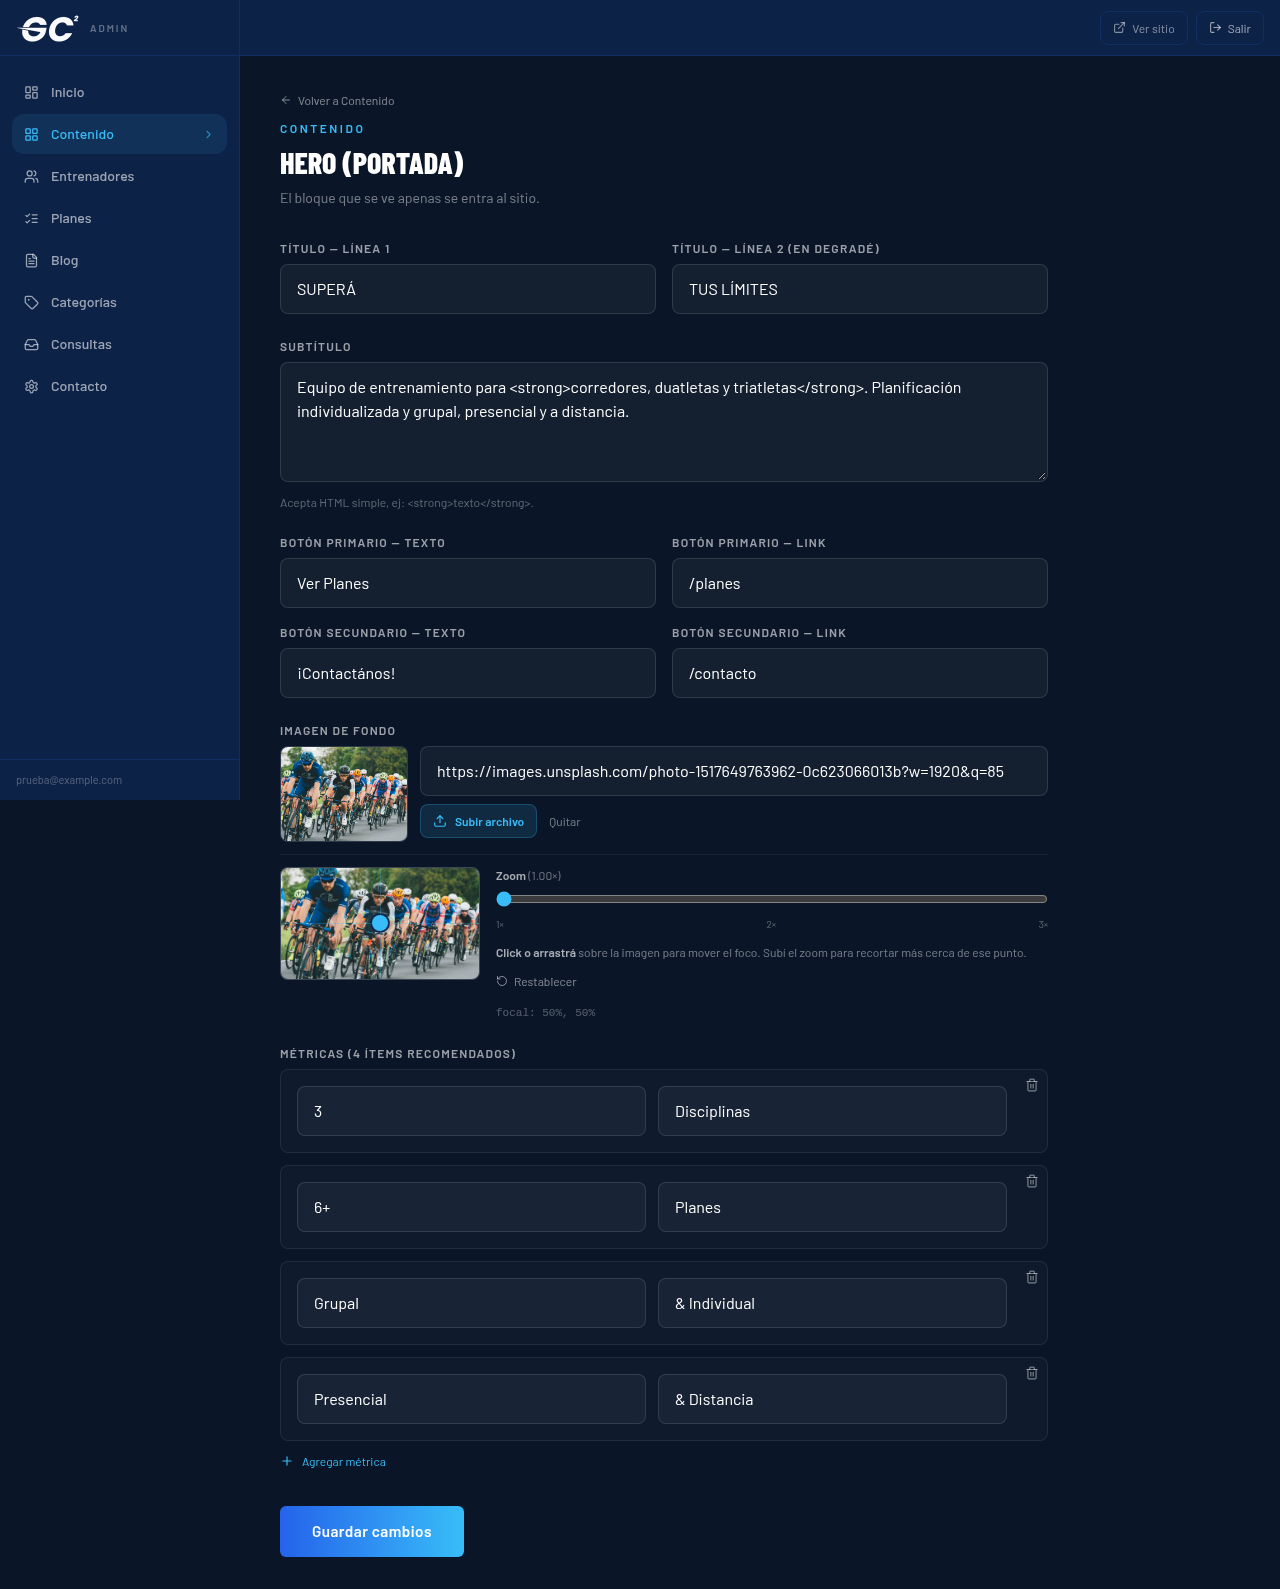 GC²
ADMIN
Ver sitio
Salir
Inicio
Contenido
Entrenadores
Planes
Blog
Categorías
Consultas
Contacto
prueba@example.com
Volver a Contenido
CONTENIDO
HERO (PORTADA)
El bloque que se ve apenas se entra al sitio.
TÍTULO — LÍNEA 1
TÍTULO — LÍNEA 2 (EN DEGRADÉ)
SUPERÁ
TUS LÍMITES
SUBTÍTULO
Equipo de entrenamiento para <strong>corredores, duatletas y triatletas</strong>. Planificación
individualizada y grupal, presencial y a distancia.
Acepta HTML simple, ej: <strong>texto</strong>.
BOTÓN PRIMARIO — TEXTO
BOTÓN PRIMARIO — LINK
Ver Planes
/planes
BOTÓN SECUNDARIO — TEXTO
BOTÓN SECUNDARIO — LINK
¡Contactános!
/contacto
IMAGEN DE FONDO
https://images.unsplash.com/photo-1517649763962-0c623066013b?w=1920&q=85
Subir archivo
Quitar
Zoom (1.00×)
1×
2×
3×
Click o arrastrá sobre la imagen para mover el foco. Subí el zoom para recortar más cerca de ese punto.
Restablecer
focal: 50%, 50%
MÉTRICAS (4 ÍTEMS RECOMENDADOS)
3
Disciplinas
6+
Planes
Grupal
& Individual
Presencial
& Distancia
Agregar métrica
Guardar cambios